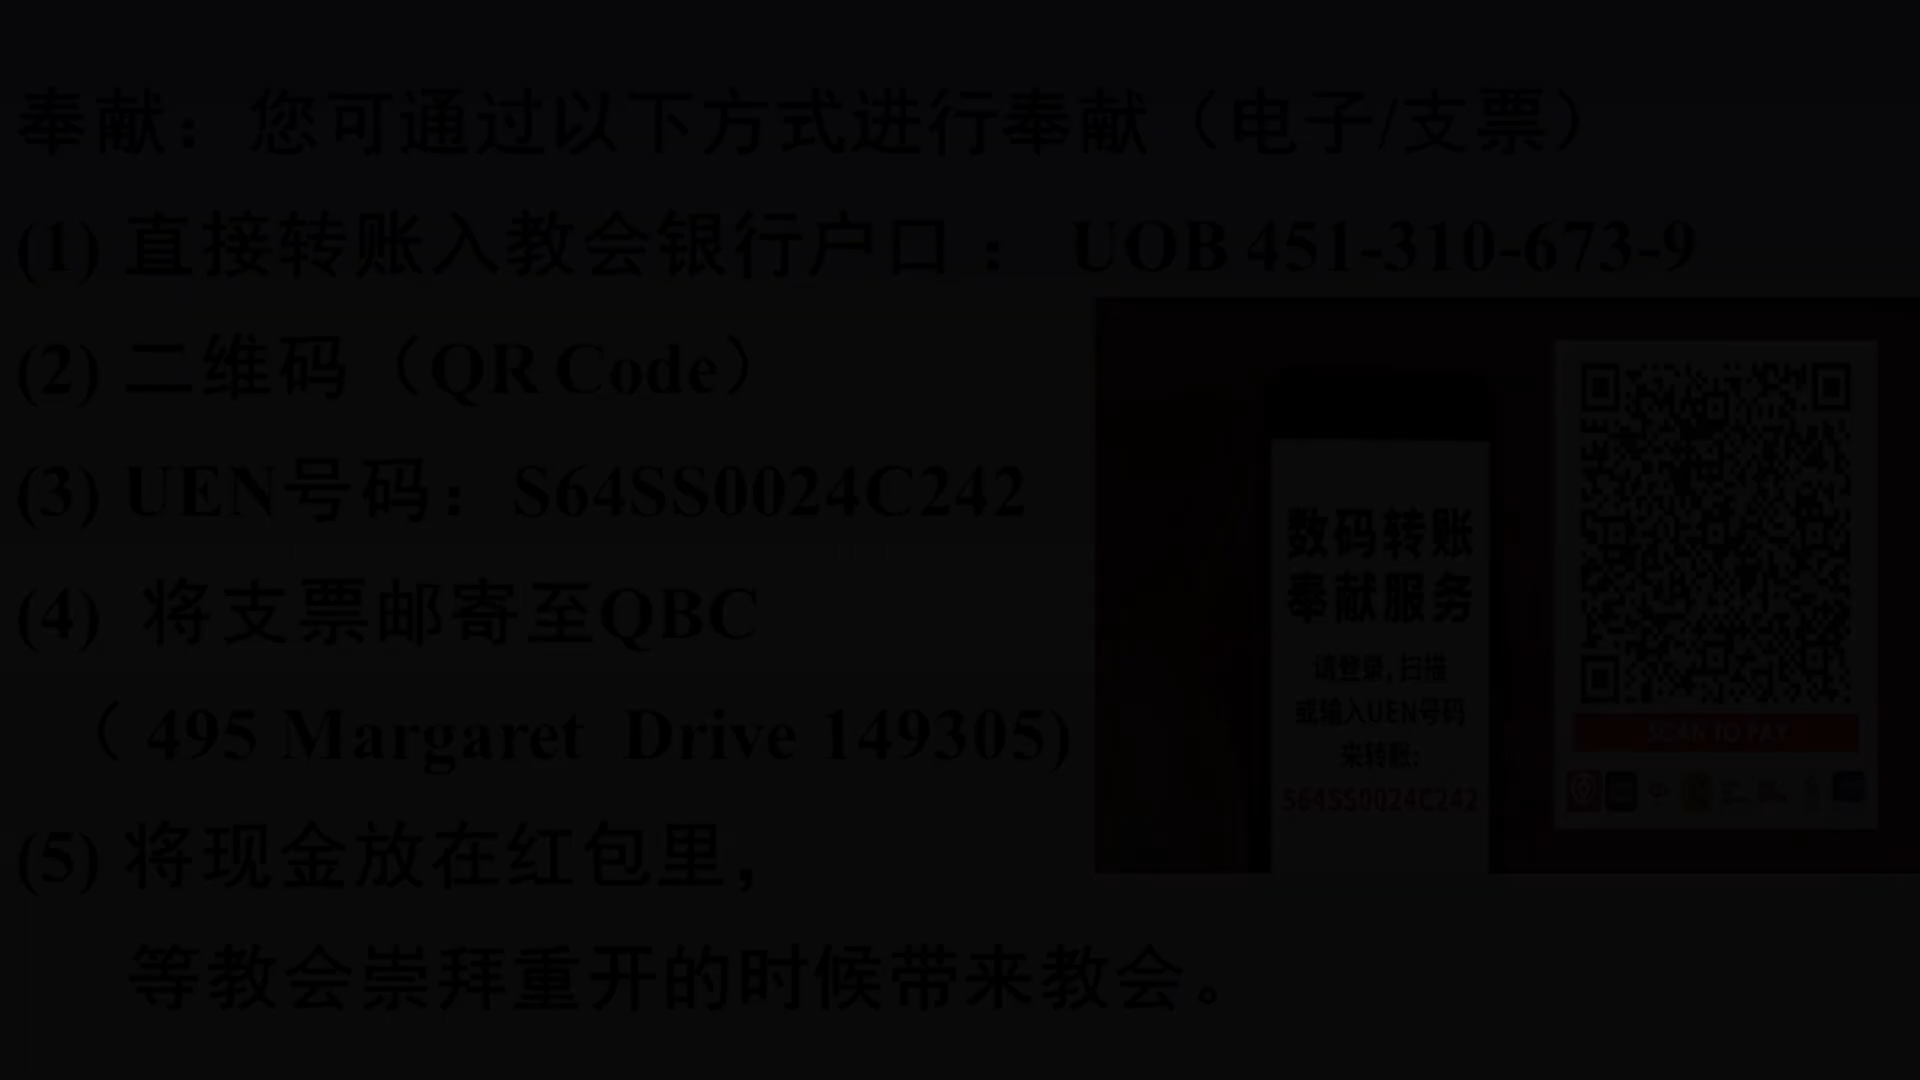 奉献：您可通过以下方式进行奉献（电子/支票）
(1) 直接转账入教会银行户口 ： UOB 451-310-673-9
(2) 二维码（QR Code）
(3) UEN号码：S64SS0024C242
(4) 将支票邮寄至QBC
（ 495 Margaret Drive 149305)
(5) 将现金放在红包里，
等教会崇拜重开的时候带来教会。
数码转账
奉献服务
请登录，扫描
或输入UEN号码
来转账:
S64SS0024C242
SCAN TO PAY